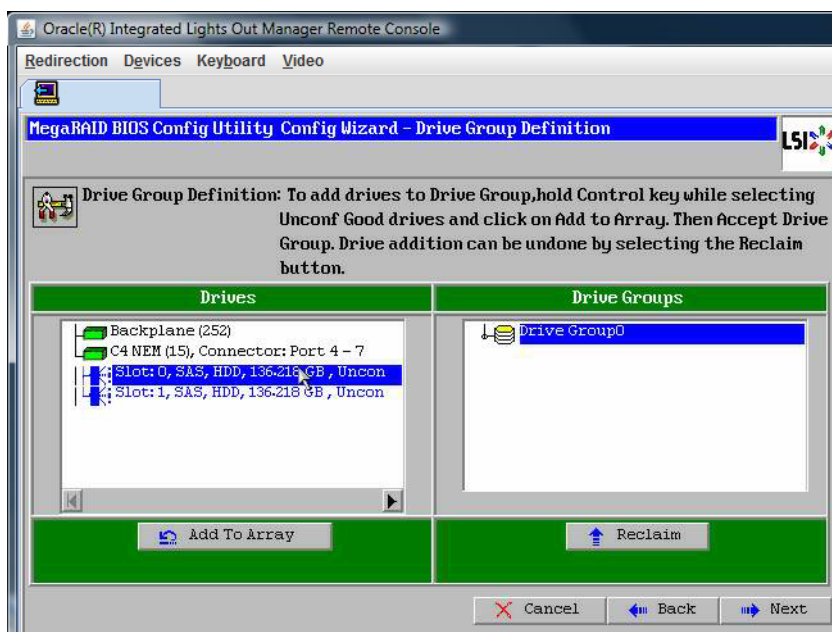 Oracle(R) Integrated Lights Out Manager Remote Console
Redirection Devices Keyboard Video
MegaRAID BIOS Config Utility Config Wizard - Drive Group Definition
LSI
Drive Group Definition: To add drives to Drive Group,hold Control key while selecting
Unconf Good drives and click on Add to Array. Then Accept Drive
Group. Drive addition can be undone by selecting the Reclaim
button.
Drives
Drive Groups
Backplane (252)
C4 NEM (15), Connector: Port 4 - 7
Slot: 0, SAS, HDD, 136.218 GB , Uncon
Slot: 1, SAS, HDD, 136.218 GB , Uncon
Drive Group0
Add To Array
Reclaim
Cancel
Back
Next